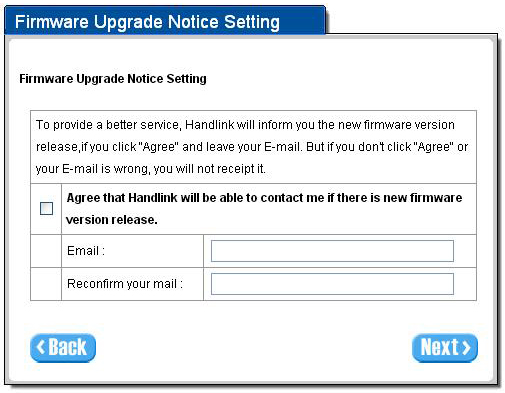 Firmware Upgrade Notice Setting
Firmware Upgrade Notice Setting
To provide a better service, Handlink will inform you the new firmware version
release,if you click "Agree" and leave your E-mail. But if you don't click "Agree" or
your E-mail is wrong, you will not receipt it.
Agree that Handlink will be able to contact me if there is new firmware
version release.
Email :
Reconfirm your mail :
Back
Next